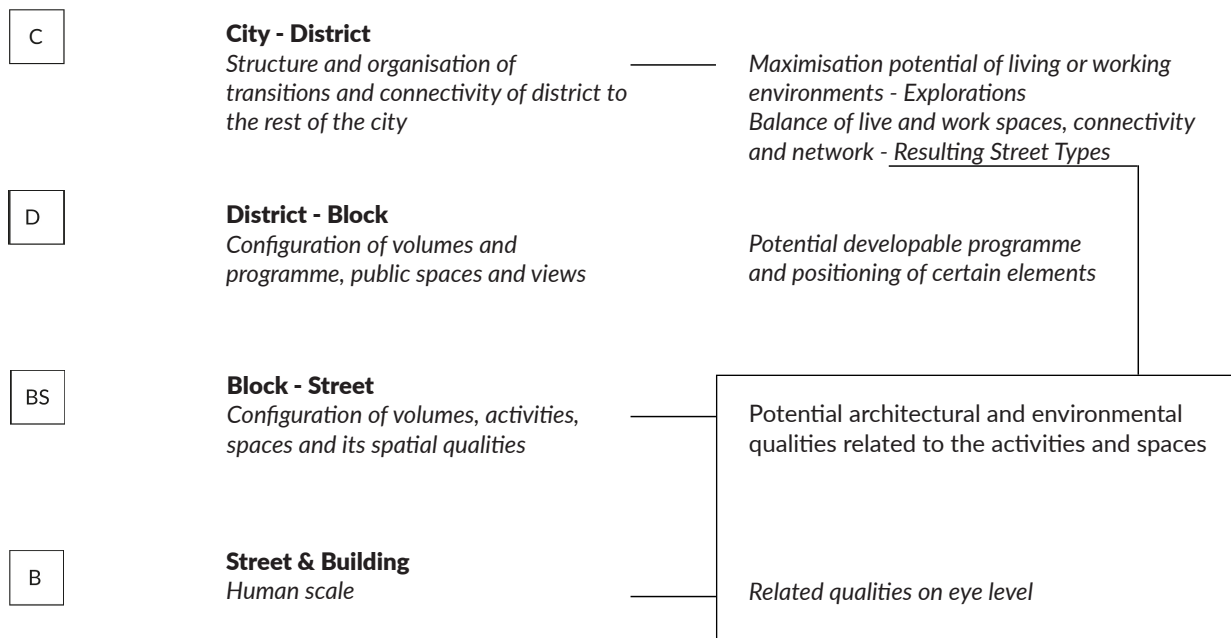 C
City - District
Structure and organisation of
transitions and connectivity of district to
the rest of the city
Maximisation potential of living or working
environments - Explorations
Balance of live and work spaces, connectivity
and network - Resulting Street Types
D
District - Block
Configuration of volumes and
programme, public spaces and views
Potential developable programme
and positioning of certain elements
BS
Block - Street
Configuration of volumes, activities,
spaces and its spatial qualities
Potential architectural and environmental
qualities related to the activities and spaces
B
Street & Building
Human scale
Related qualities on eye level